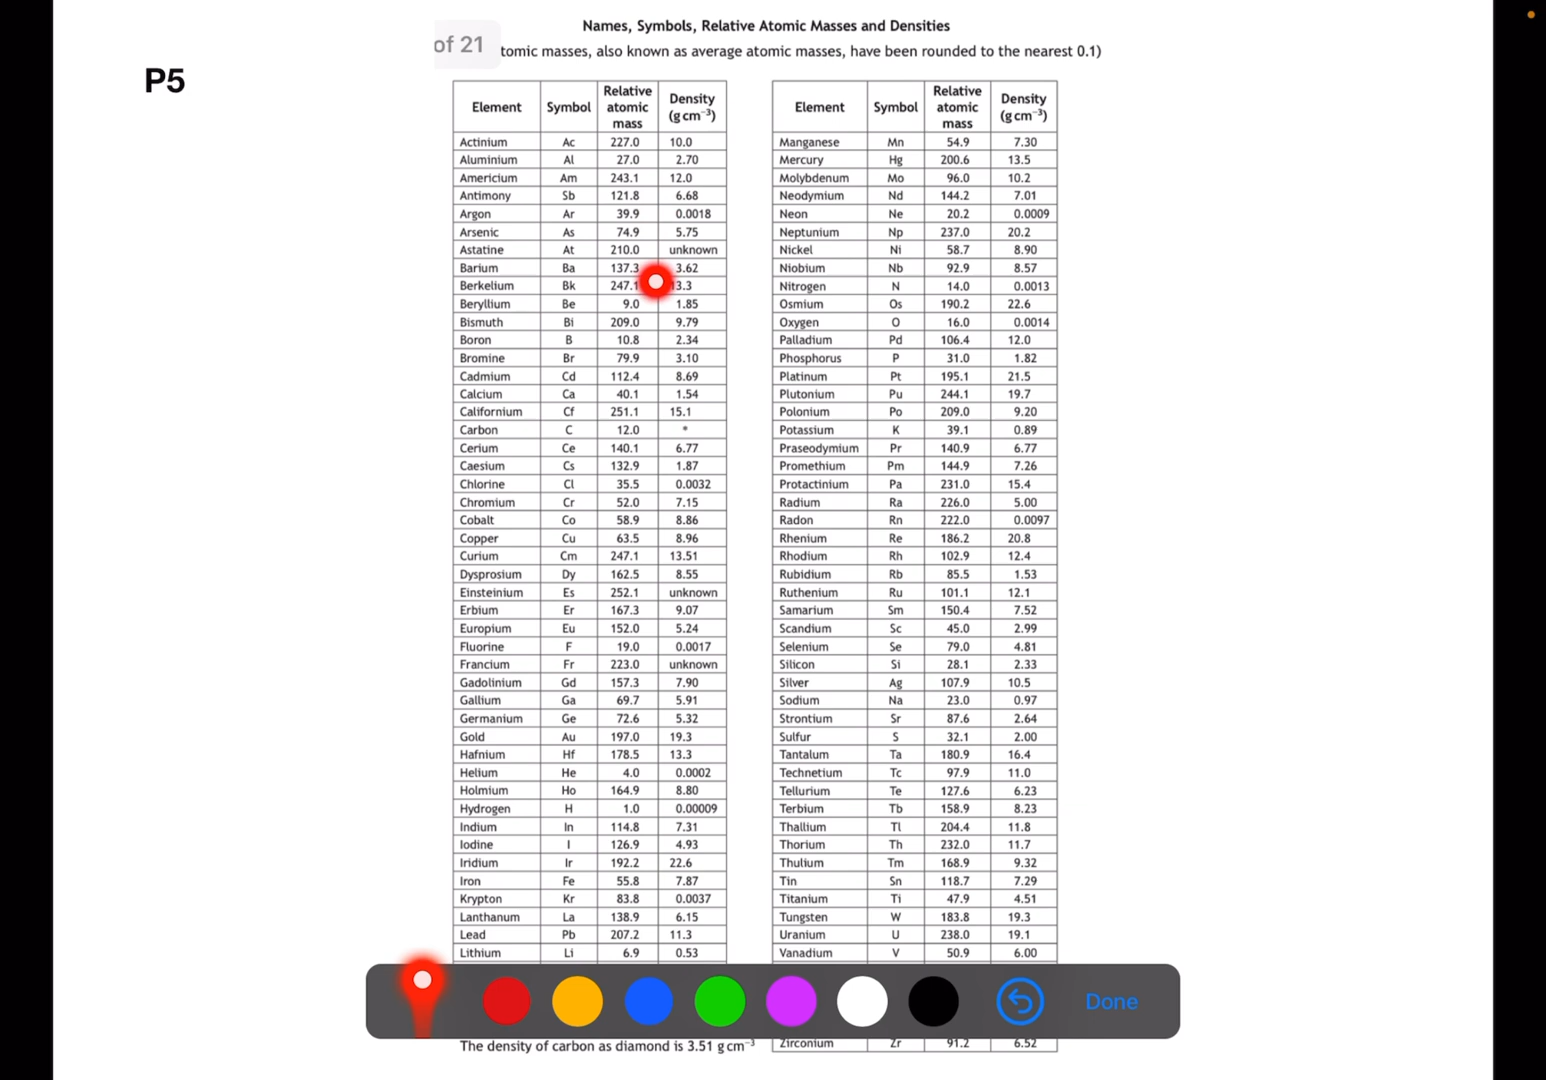 Names, Symbols, Relative Atomic Masses and Densities
of 21
tomic masses, also known as average atomic masses, have been rounded to the nearest 0.1)
P5
Element Symbol Relative atomic mass Density (g cm⁻³)
Actinium Ac 227.0 10.0
Aluminium Al 27.0 2.70
Americium Am 243.1 12.0
Antimony Sb 121.8 6.68
Argon Ar 39.9 0.0018
Arsenic As 74.9 5.75
Astatine At 210.0 unknown
Barium Ba 137.3 3.62
Berkelium Bk 247.1 3.3
Beryllium Be 9.0 1.85
Bismuth Bi 209.0 9.79
Boron B 10.8 2.34
Bromine Br 79.9 3.10
Cadmium Cd 112.4 8.69
Calcium Ca 40.1 1.54
Californium Cf 251.1 15.1
Carbon C 12.0 *
Cerium Ce 140.1 6.77
Caesium Cs 132.9 1.87
Chlorine Cl 35.5 0.0032
Chromium Cr 52.0 7.15
Cobalt Co 58.9 8.86
Copper Cu 63.5 8.96
Curium Cm 247.1 13.51
Dysprosium Dy 162.5 8.55
Einsteinium Es 252.1 unknown
Erbium Er 167.3 9.07
Europium Eu 152.0 5.24
Fluorine F 19.0 0.0017
Francium Fr 223.0 unknown
Gadolinium Gd 157.3 7.90
Gallium Ga 69.7 5.91
Germanium Ge 72.6 5.32
Gold Au 197.0 19.3
Hafnium Hf 178.5 13.3
Helium He 4.0 0.0002
Holmium Ho 164.9 8.80
Hydrogen H 1.0 0.00009
Indium In 114.8 7.31
Iodine I 126.9 4.93
Iridium Ir 192.2 22.6
Iron Fe 55.8 7.87
Krypton Kr 83.8 0.0037
Lanthanum La 138.9 6.15
Lead Pb 207.2 11.3
Lithium Li 6.9 0.53
The density of carbon as diamond is 3.51 g cm⁻³
Element Symbol Relative atomic mass Density (g cm⁻³)
Manganese Mn 54.9 7.30
Mercury Hg 200.6 13.5
Molybdenum Mo 96.0 10.2
Neodymium Nd 144.2 7.01
Neon Ne 20.2 0.0009
Neptunium Np 237.0 20.2
Nickel Ni 58.7 8.90
Niobium Nb 92.9 8.57
Nitrogen N 14.0 0.0013
Osmium Os 190.2 22.6
Oxygen O 16.0 0.0014
Palladium Pd 106.4 12.0
Phosphorus P 31.0 1.82
Platinum Pt 195.1 21.5
Plutonium Pu 244.1 19.7
Polonium Po 209.0 9.20
Potassium K 39.1 0.89
Praseodymium Pr 140.9 6.77
Promethium Pm 144.9 7.26
Protactinium Pa 231.0 15.4
Radium Ra 226.0 5.00
Radon Rn 222.0 0.0097
Rhenium Re 186.2 20.8
Rhodium Rh 102.9 12.4
Rubidium Rb 85.5 1.53
Ruthenium Ru 101.1 12.1
Samarium Sm 150.4 7.52
Scandium Sc 45.0 2.99
Selenium Se 79.0 4.81
Silicon Si 28.1 2.33
Silver Ag 107.9 10.5
Sodium Na 23.0 0.97
Strontium Sr 87.6 2.64
Sulfur S 32.1 2.00
Tantalum Ta 180.9 16.4
Technetium Tc 97.9 11.0
Tellurium Te 127.6 6.23
Terbium Tb 158.9 8.23
Thallium Tl 204.4 11.8
Thorium Th 232.0 11.7
Thulium Tm 168.9 9.32
Tin Sn 118.7 7.29
Titanium Ti 47.9 4.51
Tungsten W 183.8 19.3
Uranium U 238.0 19.1
Vanadium V 50.9 6.00
Zirconium Zr 91.2 6.52
Done